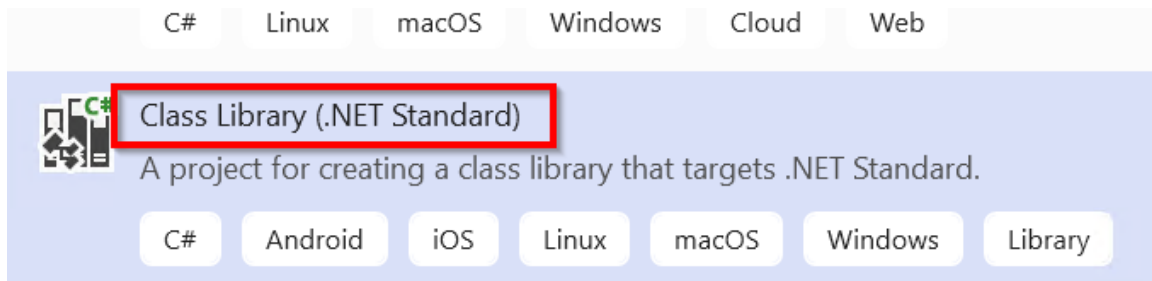 C# Linux macOS Windows Cloud Web
C#
Class Library (.NET Standard)
A project for creating a class library that targets .NET Standard.
C# Android iOS Linux macOS Windows Library